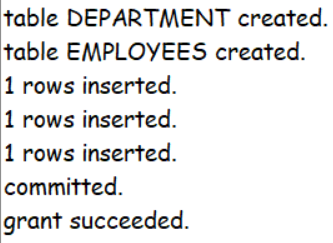 table DEPARTMENT created.
table EMPLOYEES created.
1 rows inserted.
1 rows inserted.
1 rows inserted.
committed.
grant succeeded.